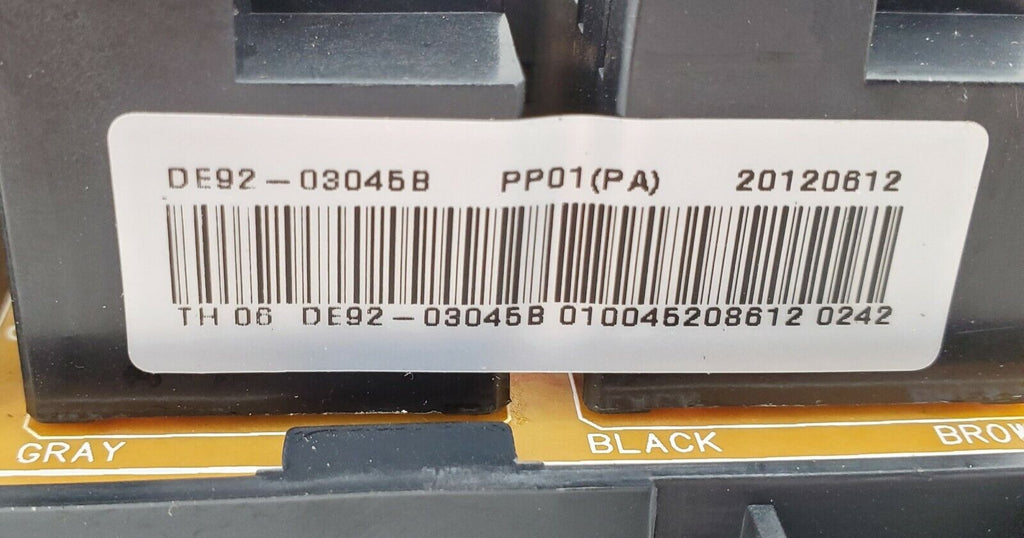 DE92-03045B PP01(PA) 20120612
TH 06 DE92-03045B 010045208612 0242
GRAY BLACK BROW